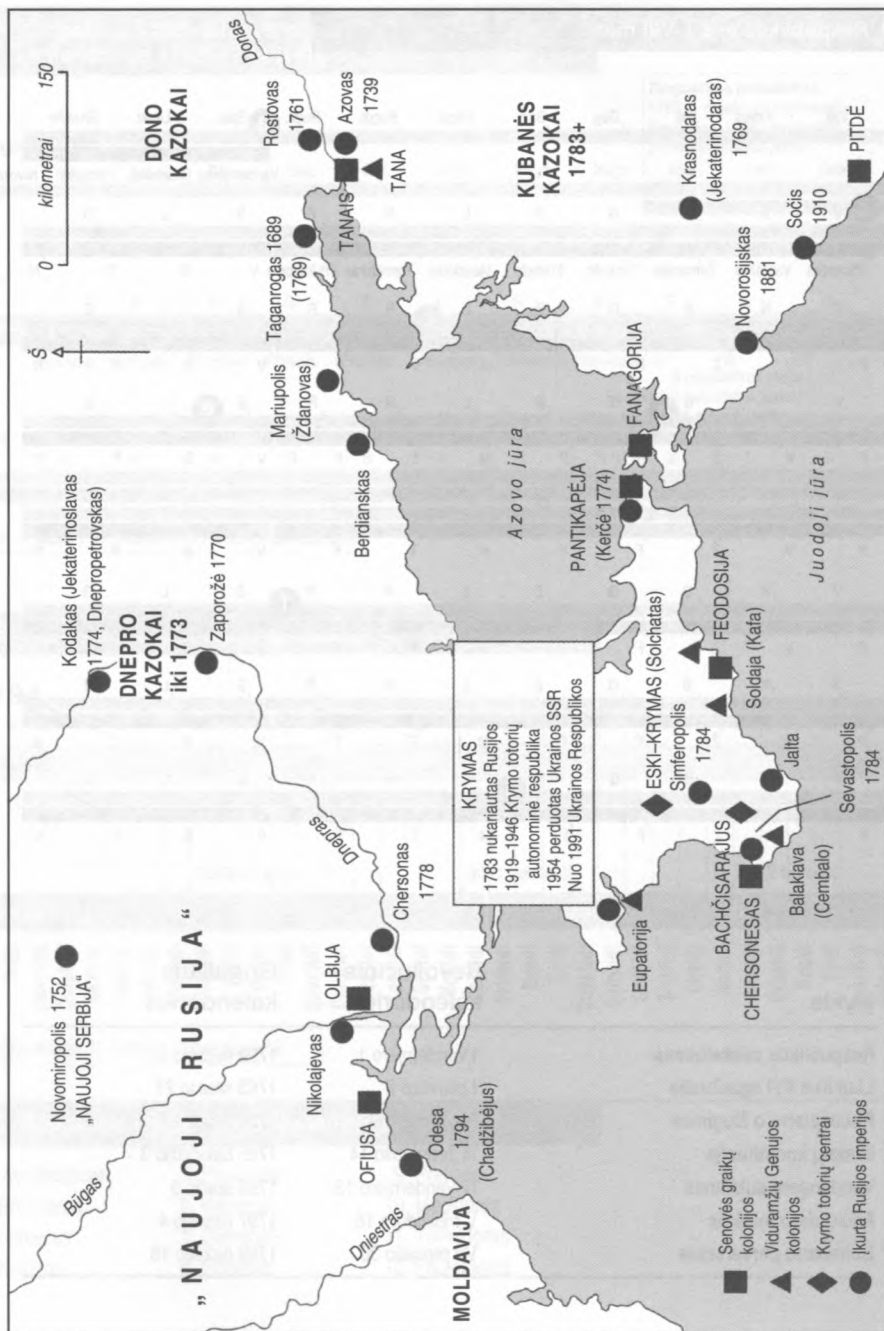 kilometrai
0 150
Š
Donas
DONO
KAZOKAI
Rostovas
1761
Azovas
1739
TANAIS
TANA
Taganrogas 1689
(1769)
Mariupolis
(Ždanovas)
Berdianskas
KUBANĖS
KAZOKAI
1783+
Krasnodaras
(Jekaterinodaras)
1769
PITDĖ
Sočis
1910
Novorosijskas
1881
FANAGORIJA
PANTIKAPĖJA
(Kerčė 1774)
Azovo jūra
Juodoji jūra
Kodakas (Jekaterinoslavas
1774, Dnepropetrovskas)
DNEPRO
KAZOKAI
iki 1773
Zaporožė 1770
Dnepras
KRYMAS
1783 nukariautas Rusijos
1919–1946 Krymo totorių
autonominė respublika
1954 perduotas Ukrainos SSR
Nuo 1991 Ukrainos Respublikos
FEODOSIJA
Soldaja (Kafa)
ESKI–KRYMAS (Solchatas)
Simferopolis
1784
Jalta
Sevastopolis
1784
BACHČISARAJUS
CHERSONESAS
Balaklava
(Cembalo)
Eupatorija
Novomiropolis 1752
„NAUJOJI SERBIJA“
„NAUJOJI RUSIJA“
Chersonas
1778
OLBIJA
Nikolajevas
OFIUSA
Odesa
1794
(Chadžibėjus)
Būgas
Dniestras
MOLDAVIJA
Senovės graikų
kolonijos
Viduramžių Genujos
kolonijos
Krymo totorių centrai
Įkurta Rusijos Imperijos